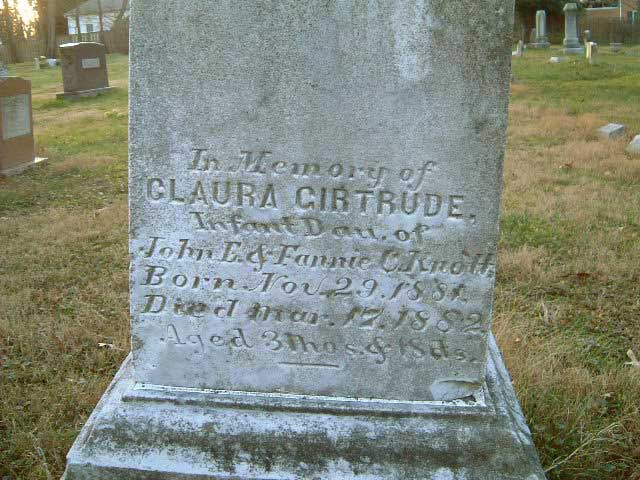 In Memory of
CLAURA GIRTRUDE,
Infant Dau. of
John E. & Fannie C. Knott.
Born Nov. 29. 1881.
Died Mar. 17. 1882
Aged 3 mos. & 18 ds.